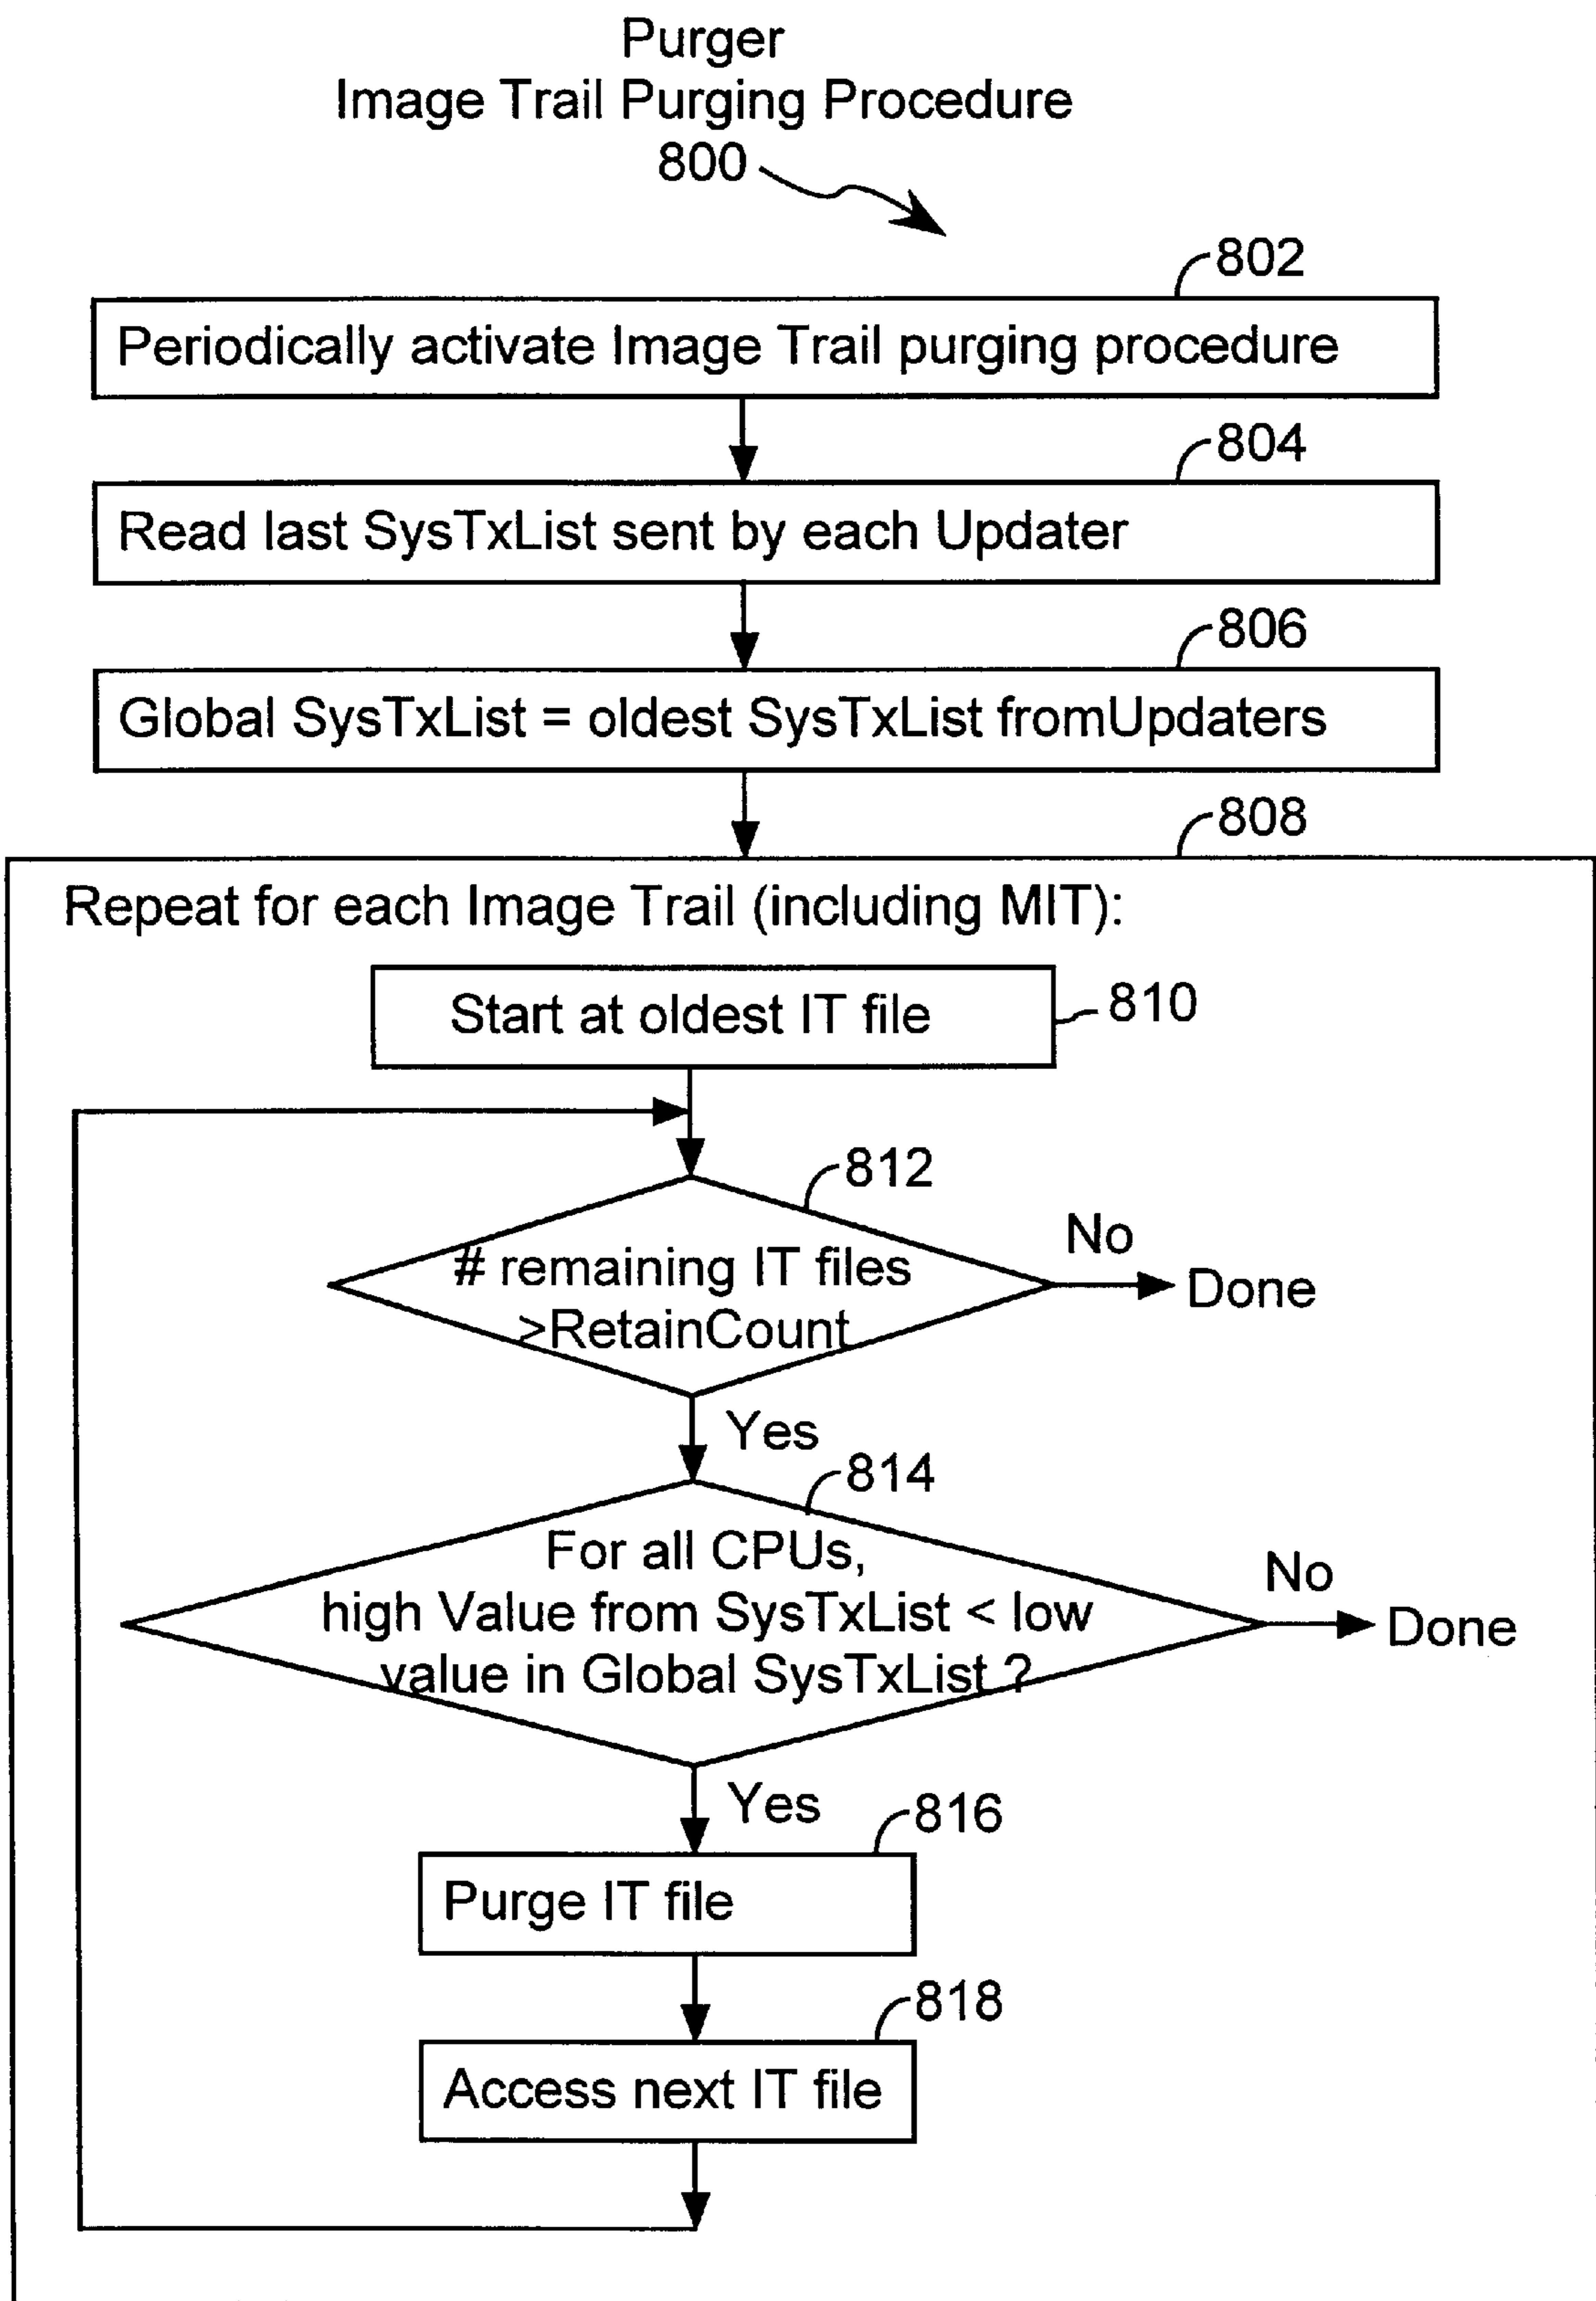 Purger
Image Trail Purging Procedure
800
802
Periodically activate Image Trail purging procedure
804
Read last SysTxList sent by each Updater
806
Global SysTxList = oldest SysTxList fromUpdaters
808
Repeat for each Image Trail (including MIT):
Start at oldest IT file
810
812
# remaining IT files
>RetainCount
No
Done
Yes
814
For all CPUs,
high Value from SysTxList < low
value in Global SysTxList ?
No
Done
Yes
816
Purge IT file
818
Access next IT file